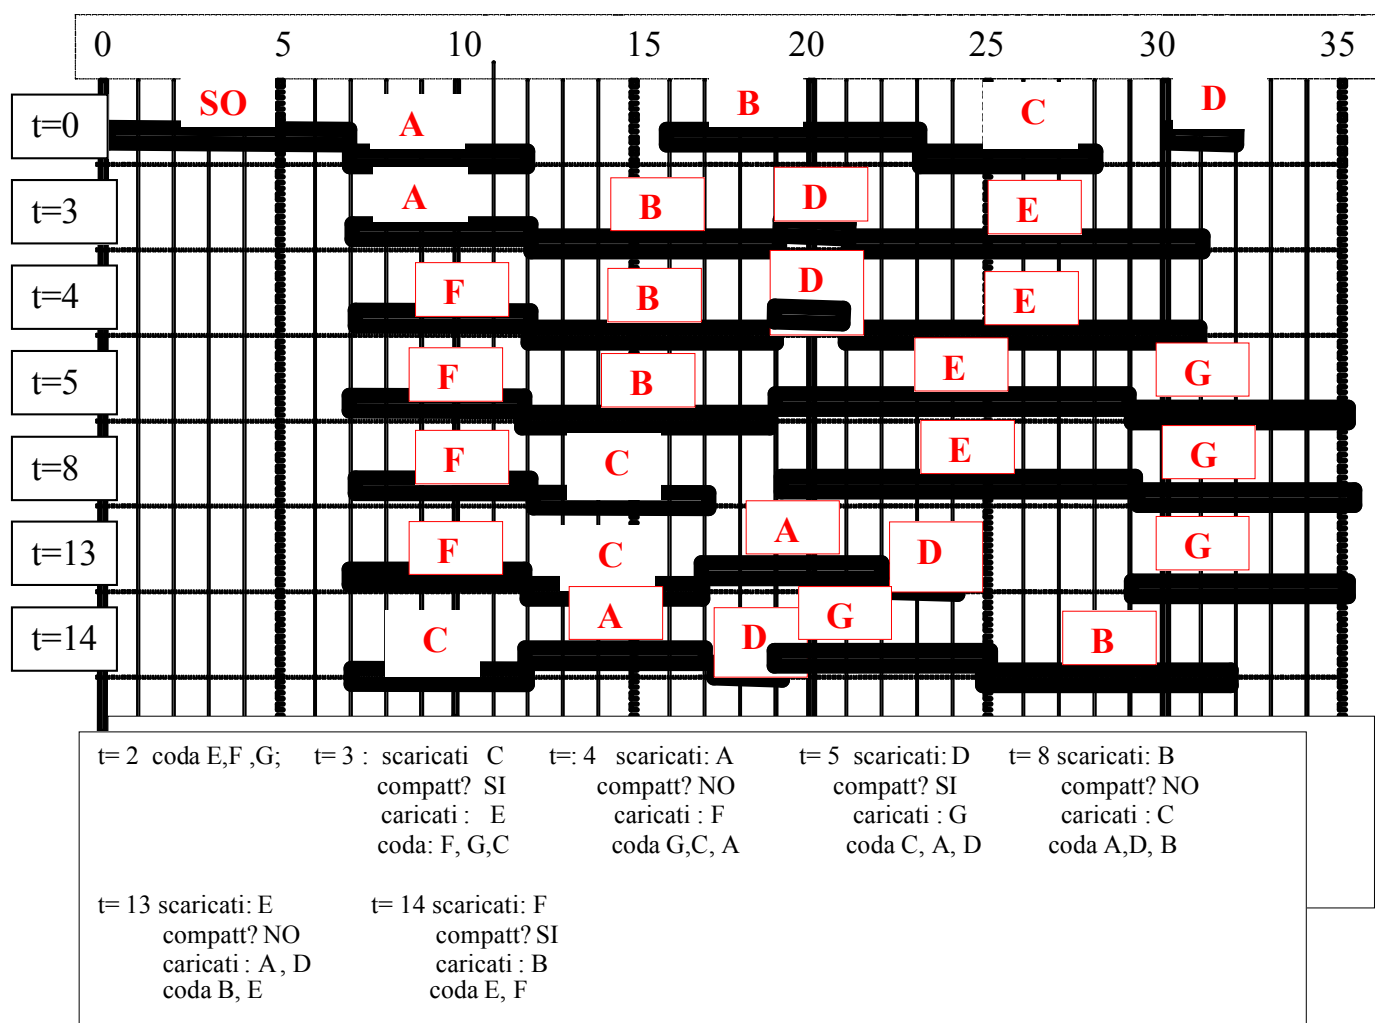 0 5 10 15 20 25 30 35
t=0 SO A B C D
t=3 A B D E
t=4 F B D E
t=5 F B E G
t=8 F C E G
t=13 F C A D G
t=14 C A D G B
t= 2 coda E,F ,G; t= 3 : scaricati C t=: 4 scaricati: A t= 5 scaricati: D t= 8 scaricati: B
compatt? SI compatt? NO compatt? SI compatt? NO
caricati : E caricati : F caricati : G caricati : C
coda: F, G,C coda G,C, A coda C, A, D coda A,D, B
t= 13 scaricati: E t= 14 scaricati: F
compatt? NO compatt? SI
caricati : A , D caricati : B
coda B, E coda E, F